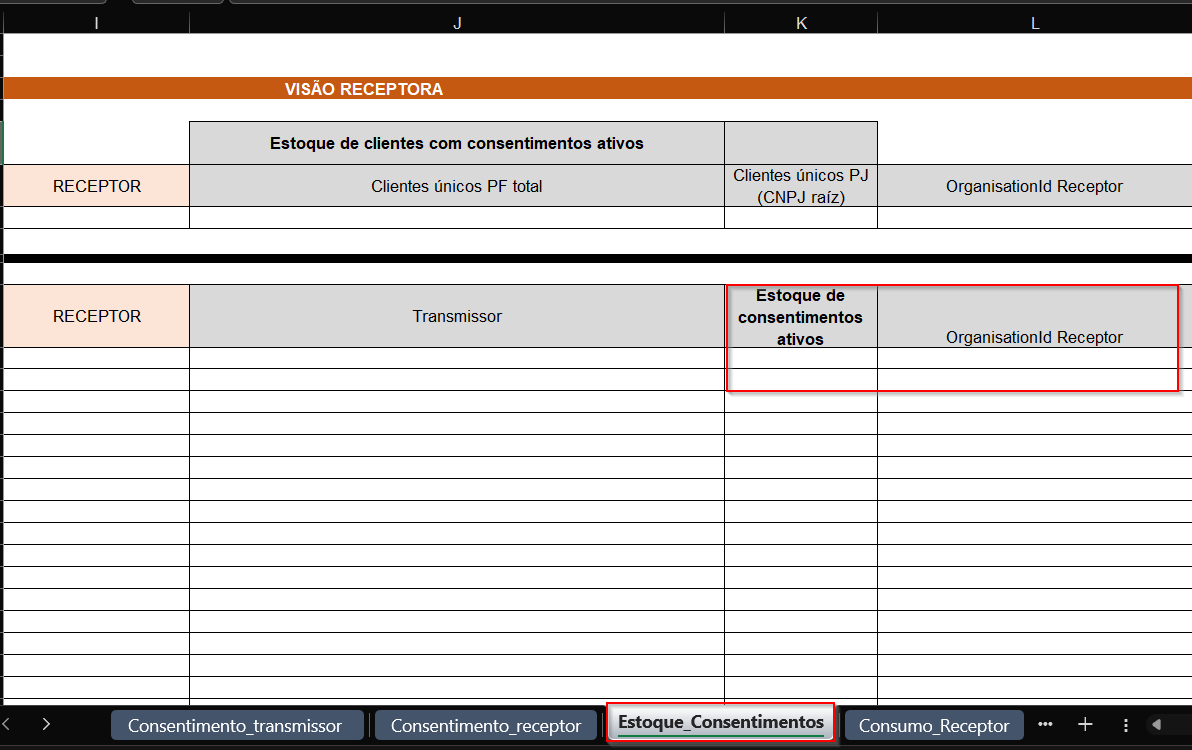 I J K L
VISÃO RECEPTORA
Estoque de clientes com consentimentos ativos
RECEPTOR
Clientes únicos PF total
Clientes únicos PJ
(CNPJ raíz)
OrganisationId Receptor
RECEPTOR
Transmissor
Estoque de
consentimentos
ativos
OrganisationId Receptor
Consentimento_transmissor
Consentimento_receptor
Estoque_Consentimentos
Consumo_Receptor